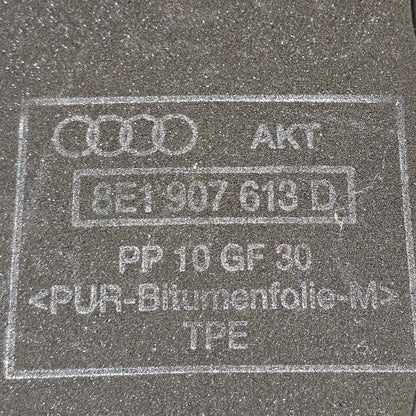 AKT
8E1 907 613 D
PP 10 GF 30
<PUR-Bitumenfolie-M>
TPE